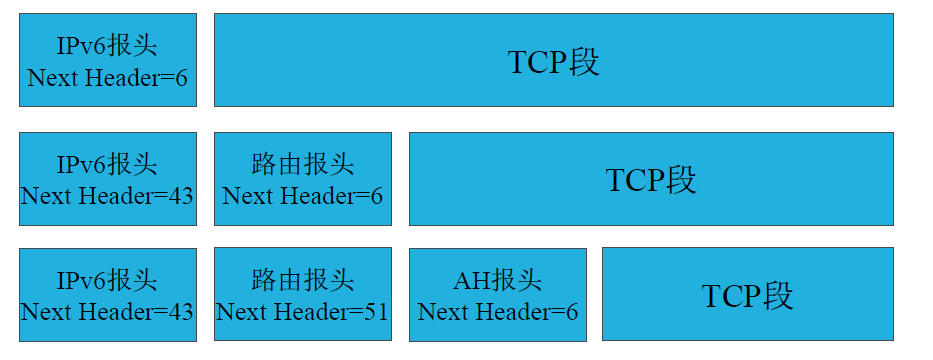 IPv6报头
Next Header=6
TCP段
IPv6报头
Next Header=43
路由报头
Next Header=6
TCP段
IPv6报头
Next Header=43
路由报头
Next Header=51
AH报头
Next Header=6
TCP段